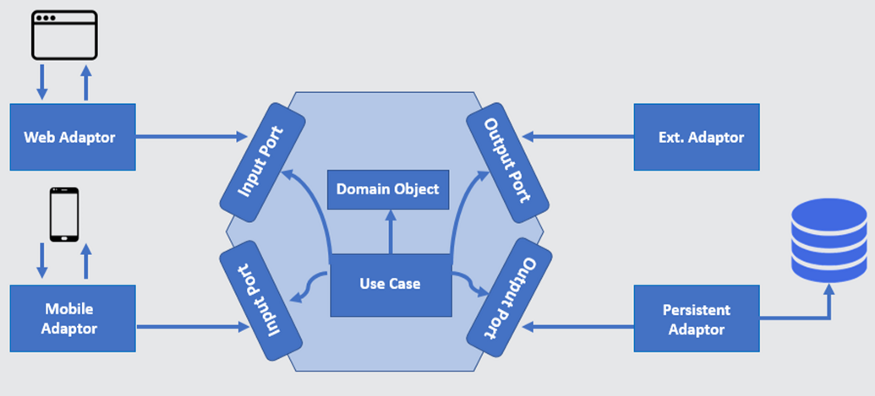 Web Adaptor
Input Port
Output Port
Ext. Adaptor
Domain Object
Use Case
Input Port
Output Port
Mobile
Adaptor
Persistent
Adaptor